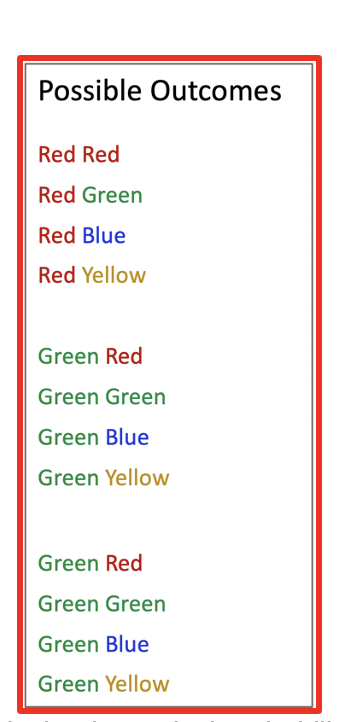 Possible Outcomes
Red Red
Red Green
Red Blue
Red Yellow
Green Red
Green Green
Green Blue
Green Yellow
Green Red
Green Green
Green Blue
Green Yellow